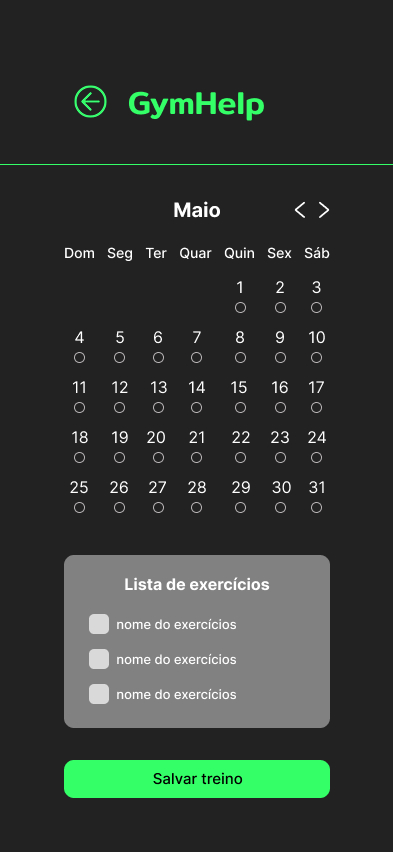 GymHelp
Maio
Dom Seg Ter Quar Quin Sex Sáb
1 2 3
4 5 6 7 8 9 10
11 12 13 14 15 16 17
18 19 20 21 22 23 24
25 26 27 28 29 30 31
Lista de exercícios
nome do exercícios
nome do exercícios
nome do exercícios
Salvar treino